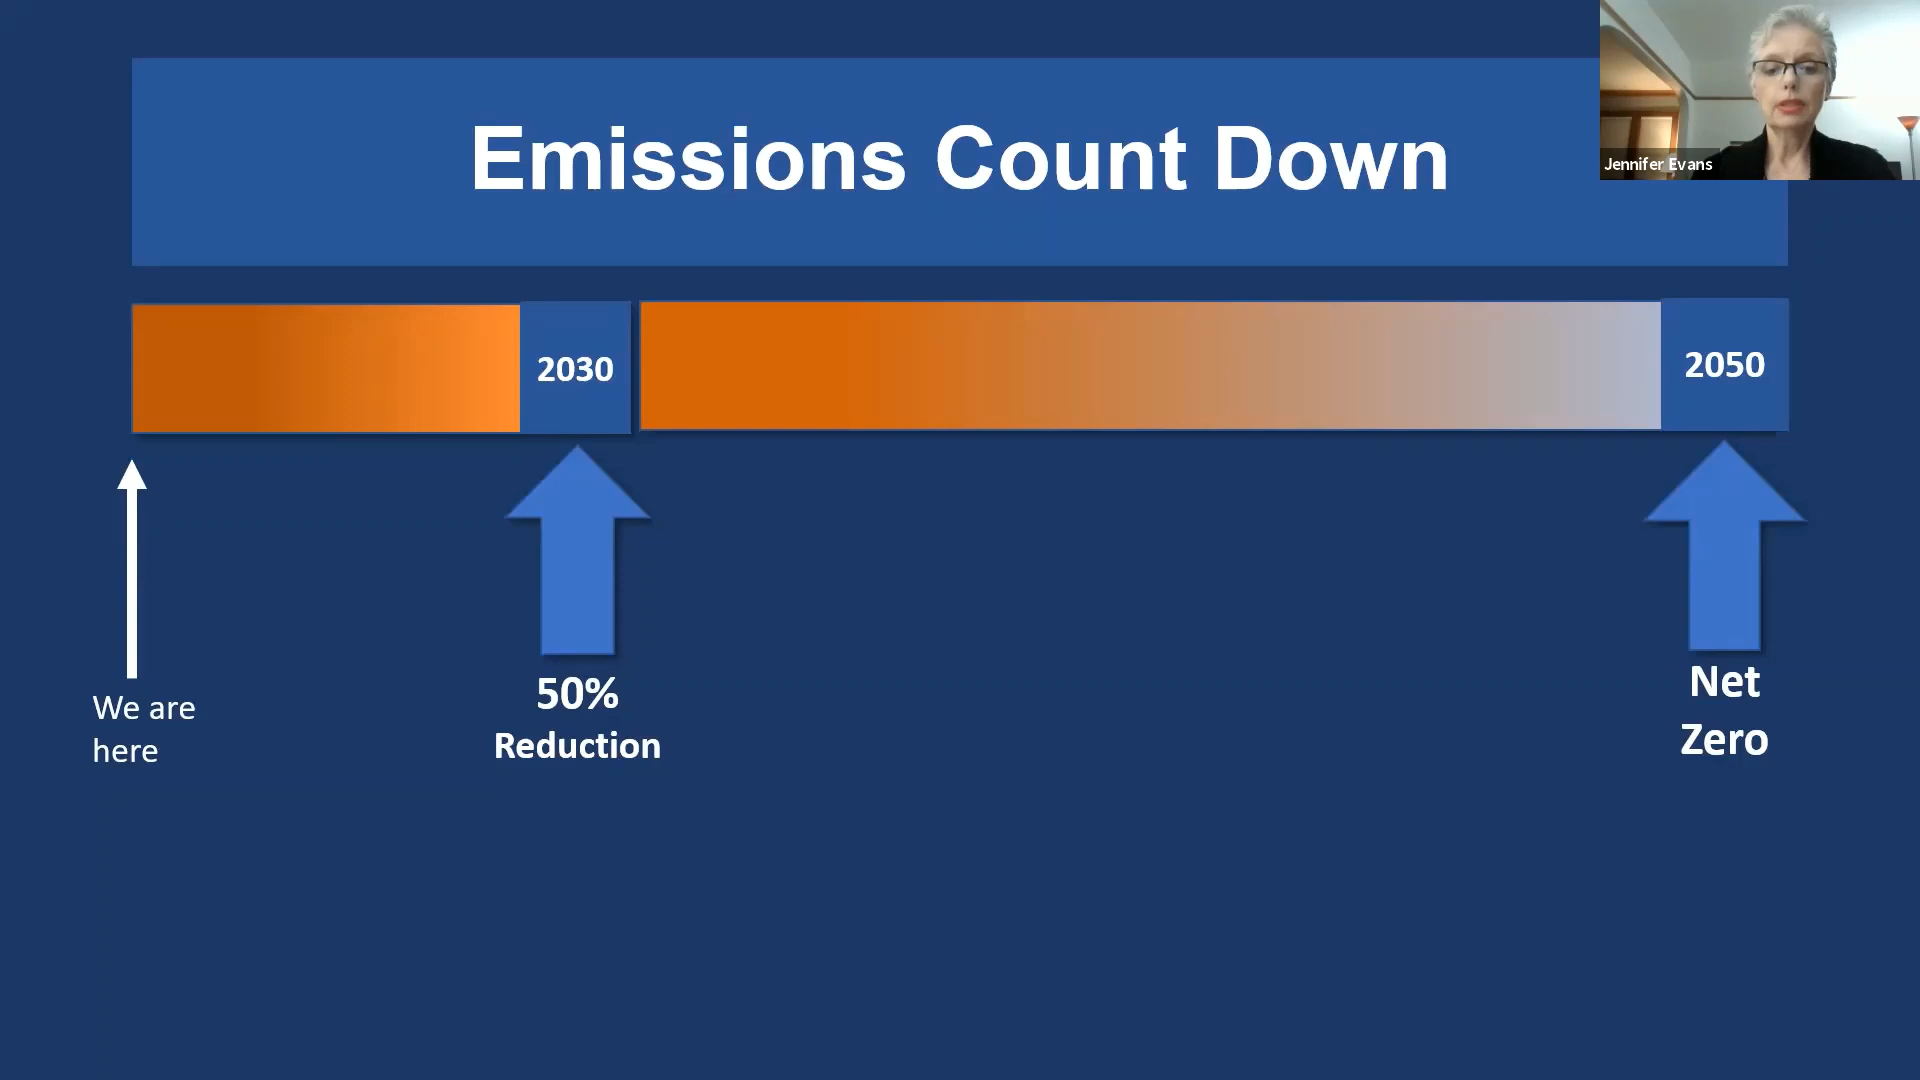 Emissions Count Down
Jennifer Evans
2030
2050
We are
here
50%
Reduction
Net
Zero